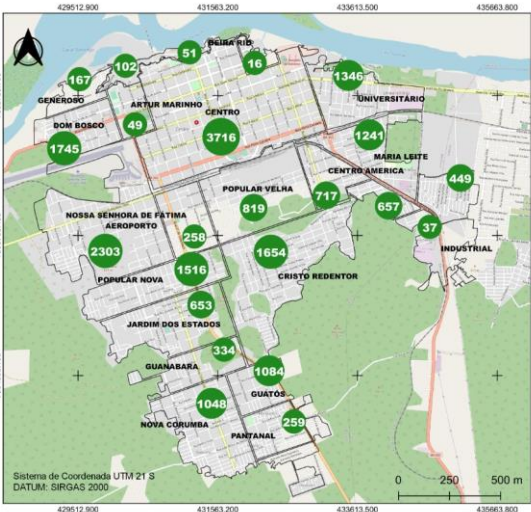 429512.900 431563.200 433613.500 435663.800
BEIRA RIO
51
102
16
167
1346
GENEROSO
ARTUR MARINHO
UNIVERSITÁRIO
CENTRO
DOM BOSCO
49
3716
1241
1745
MARIA LEITE
CENTRO AMERICA
449
POPULAR VELHA
717
657
819
NOSSA SENHORA DE FÁTIMA
AEROPORTO
37
258
2303
1654
INDUSTRIAL
1516
CRISTO REDENTOR
POPULAR NOVA
653
JARDIM DOS ESTADOS
334
GUANABARA
1084
GUATÓS
1048
NOVA CORUMBA
259
PANTANAL
Sistema de Coordenada UTM 21 S
DATUM: SIRGAS 2000
0 250 500 m
429512.900 431563.200 433613.500 435663.800